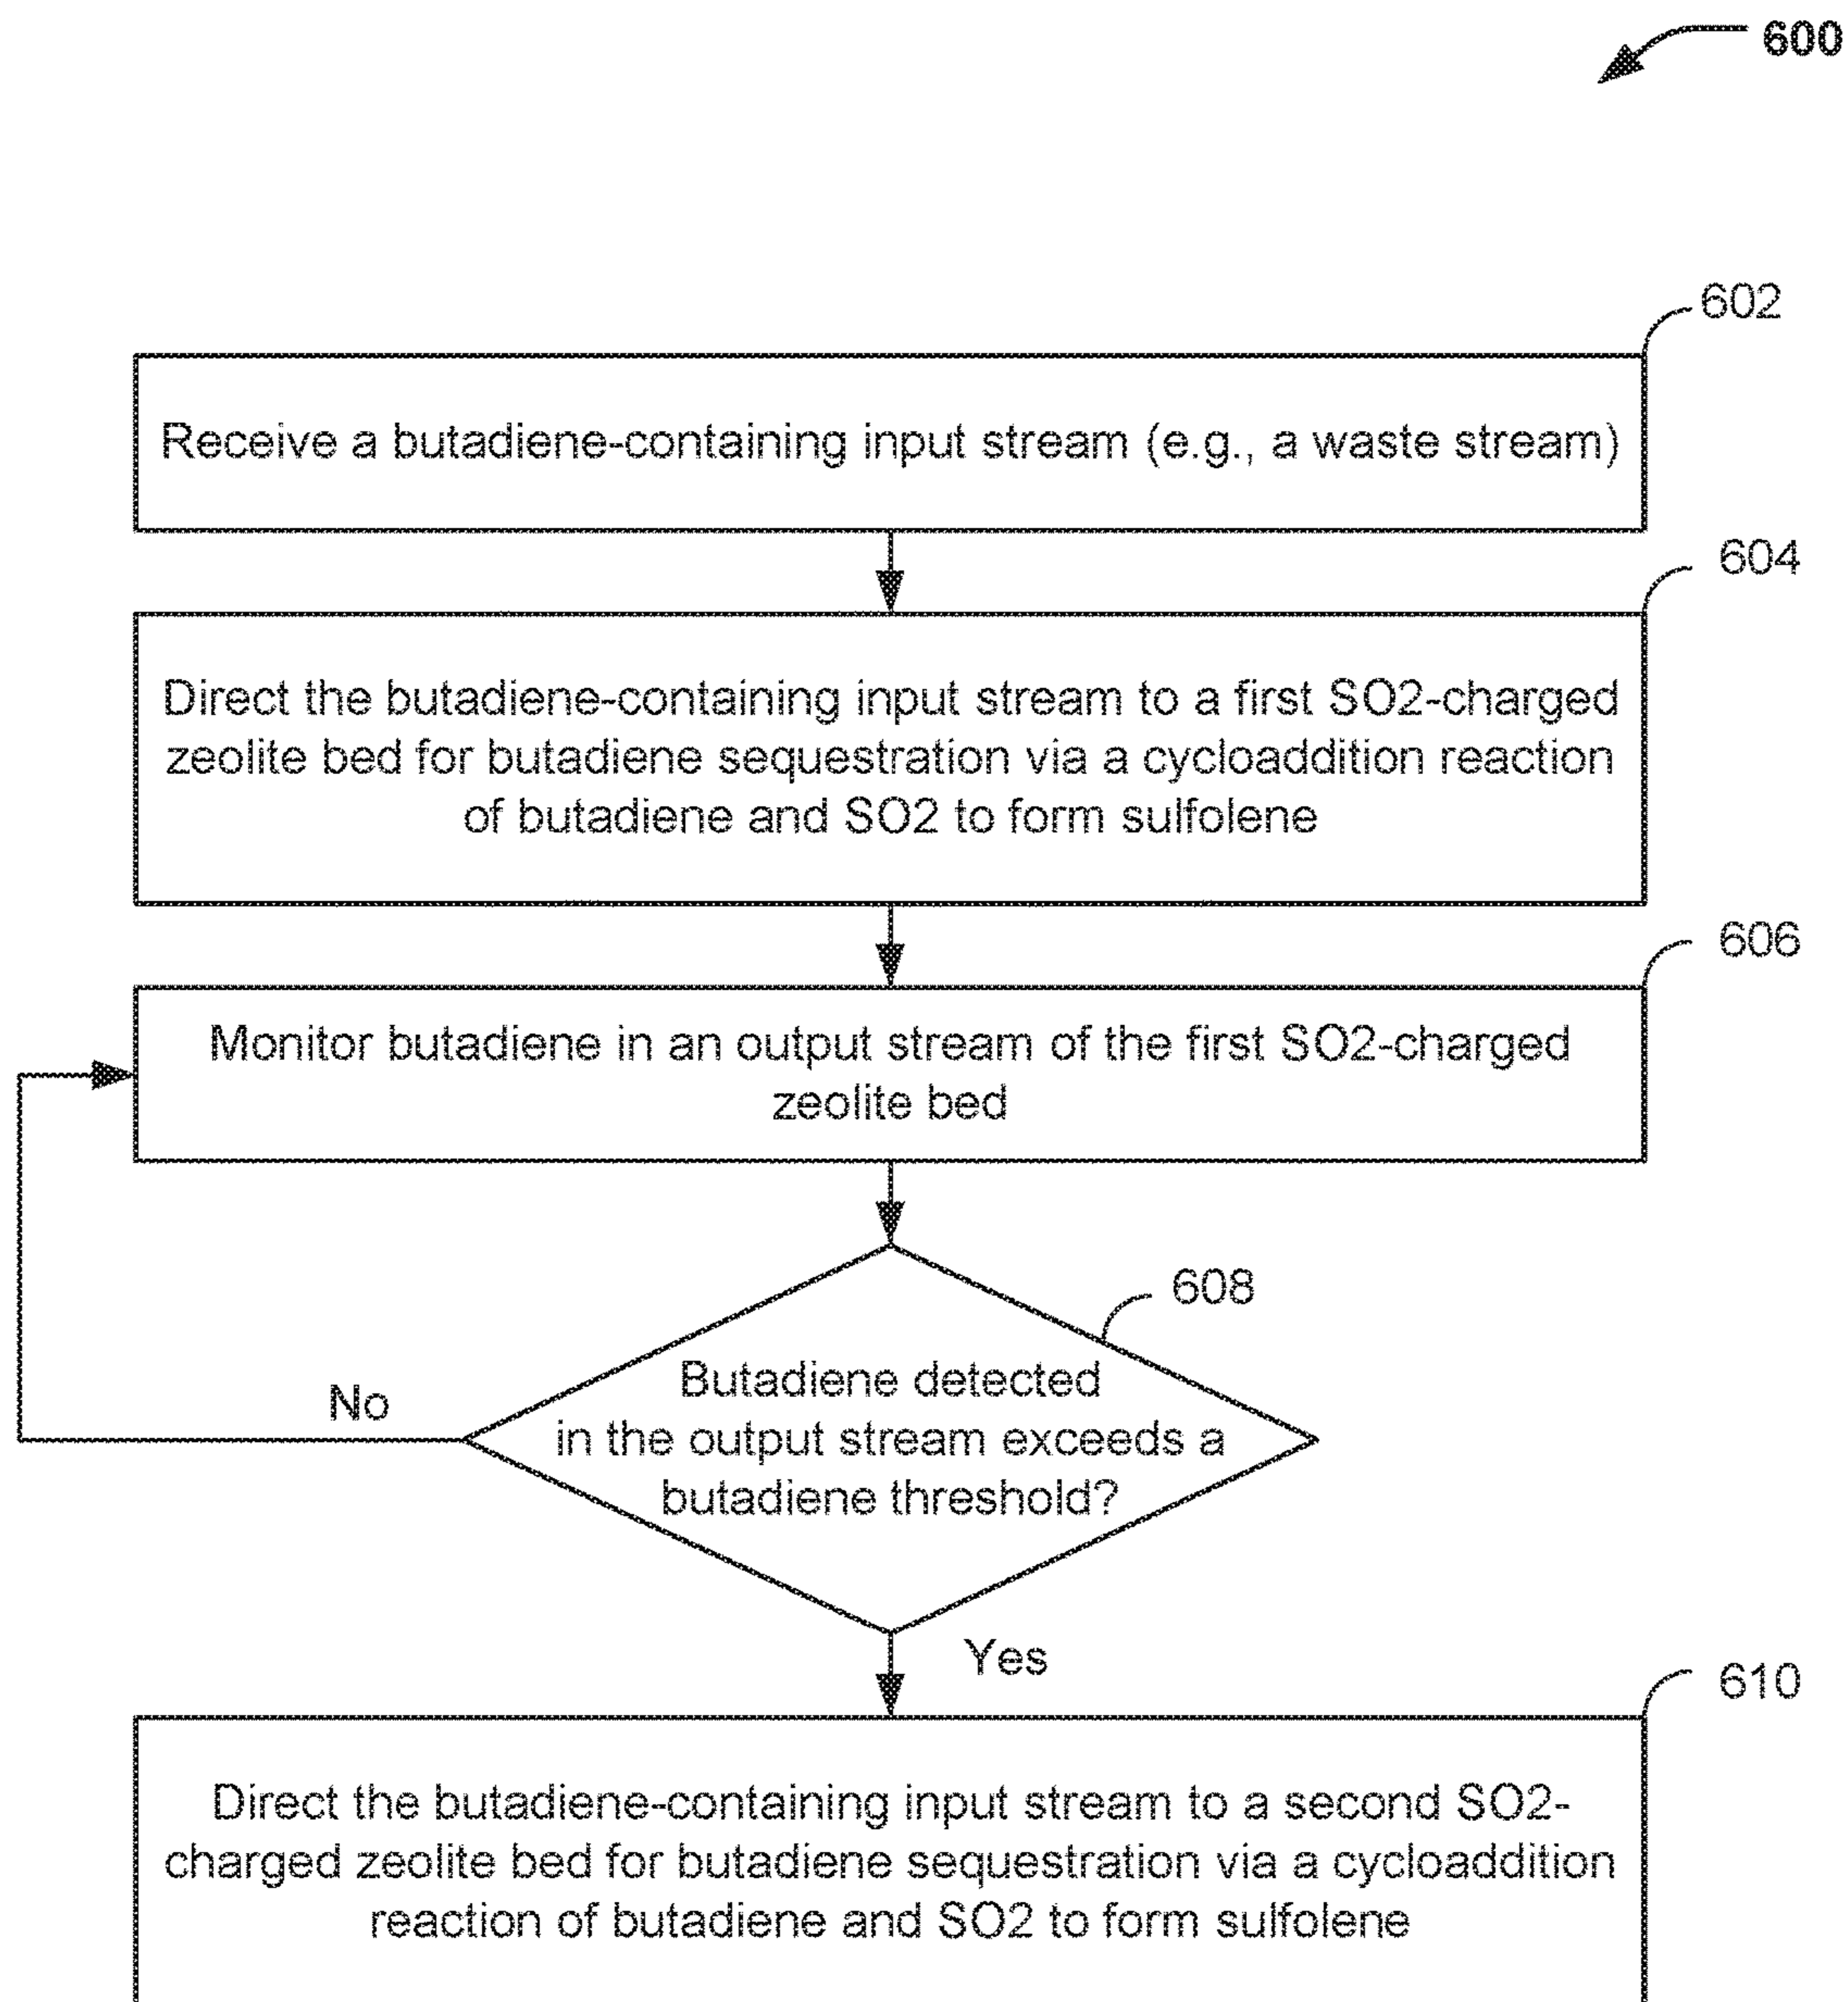 600
602
Receive a butadiene-containing input stream (e.g., a waste stream)
604
Direct the butadiene-containing input stream to a first SO2-charged
zeolite bed for butadiene sequestration via a cycloaddition reaction
of butadiene and SO2 to form sulfolene
606
Monitor butadiene in an output stream of the first SO2-charged
zeolite bed
608
Butadiene detected
in the output stream exceeds a
butadiene threshold?
No
Yes
610
Direct the butadiene-containing input stream to a second SO2-
charged zeolite bed for butadiene sequestration via a cycloaddition
reaction of butadiene and SO2 to form sulfolene